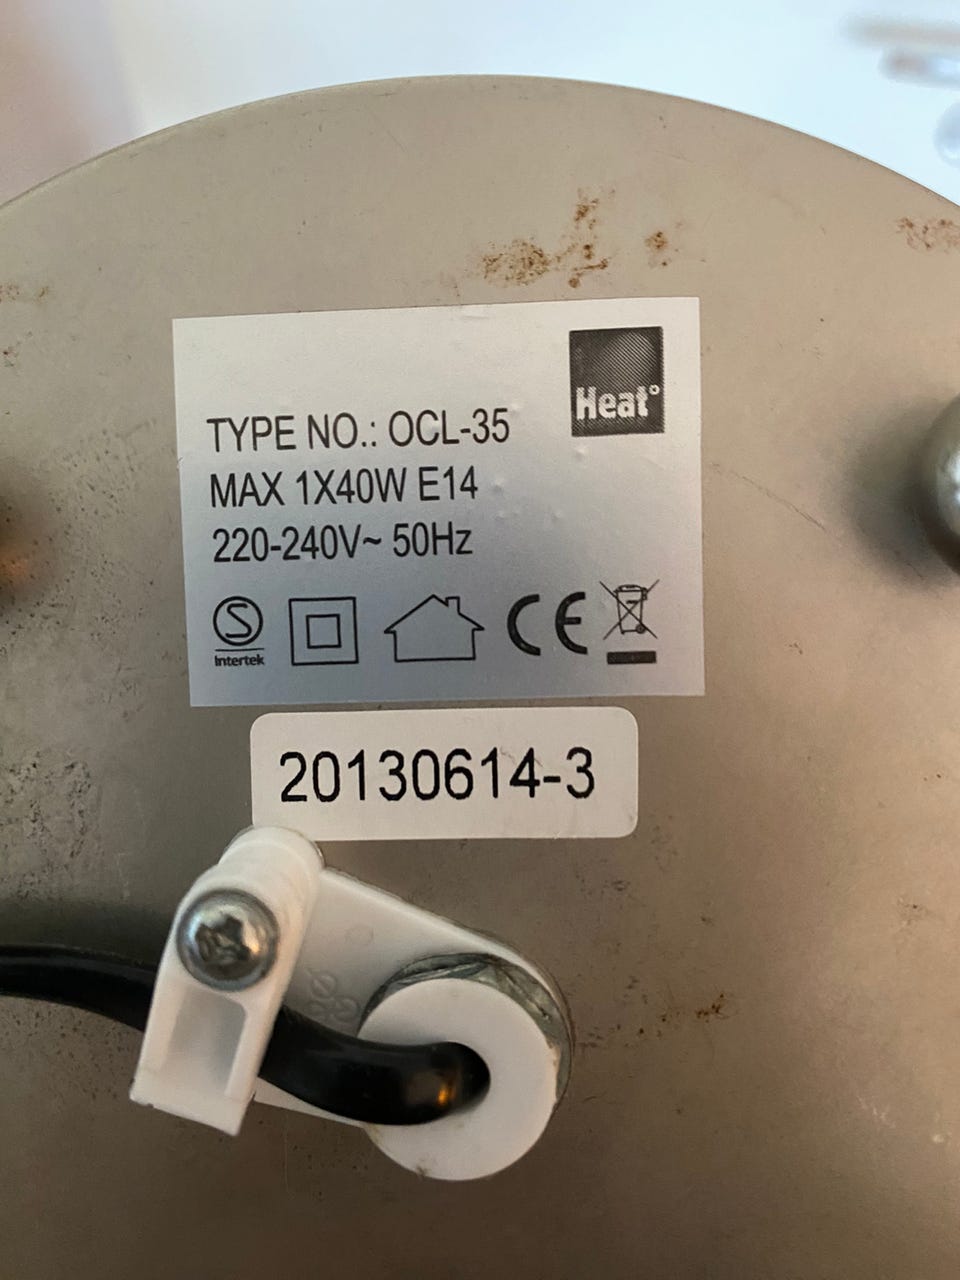 Heat°
TYPE NO.: OCL-35
MAX 1X40W E14
220-240V~ 50Hz
S
Intertek
CE
20130614-3